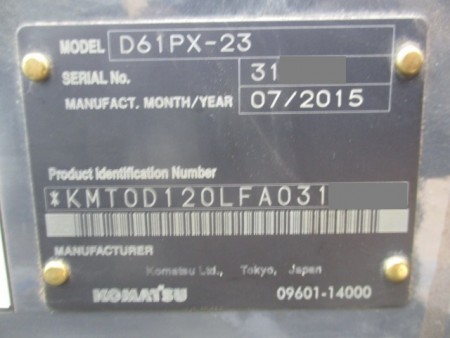 MODEL D61PX-23
SERIAL No. 31
MANUFACT. MONTH/YEAR 07/2015
Product Identification Number
*KMT0D120LFA031
MANUFACTURER
Komatsu Ltd., Tokyo, Japan
KOMATSU 09601-14000